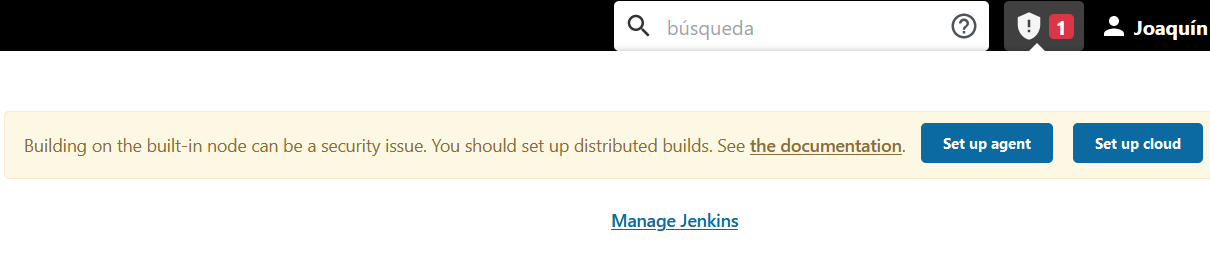 búsqueda
1
Joaquín
Building on the built-in node can be a security issue. You should set up distributed builds. See the documentation.
Set up agent
Set up cloud
Manage Jenkins